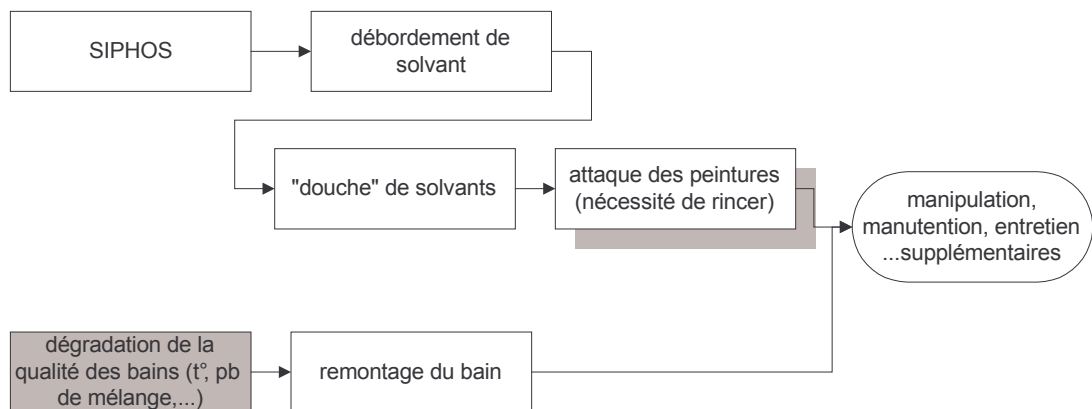 SIPHOS
débordement de
solvant
"douche" de solvants
attaque des peintures
(nécessité de rincer)
manipulation,
manutention, entretien
...supplémentaires
dégradation de la
qualité des bains (t°, pb
de mélange,...)
remontage du bain